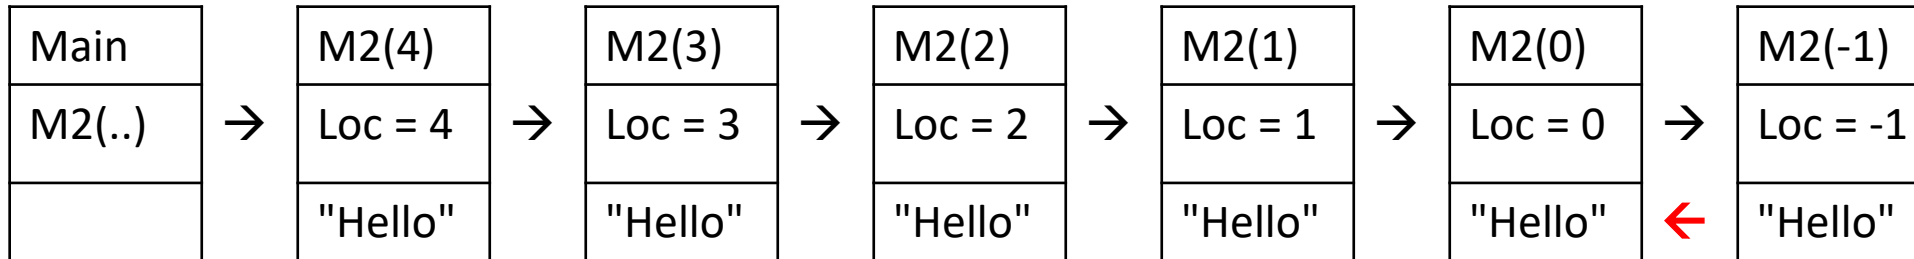 Main → M2(4) → M2(3) → M2(2) → M2(1) → M2(0) → M2(-1)
M2(..) → Loc = 4 → Loc = 3 → Loc = 2 → Loc = 1 → Loc = 0 → Loc = -1
"Hello" "Hello" "Hello" "Hello" "Hello" ← "Hello"